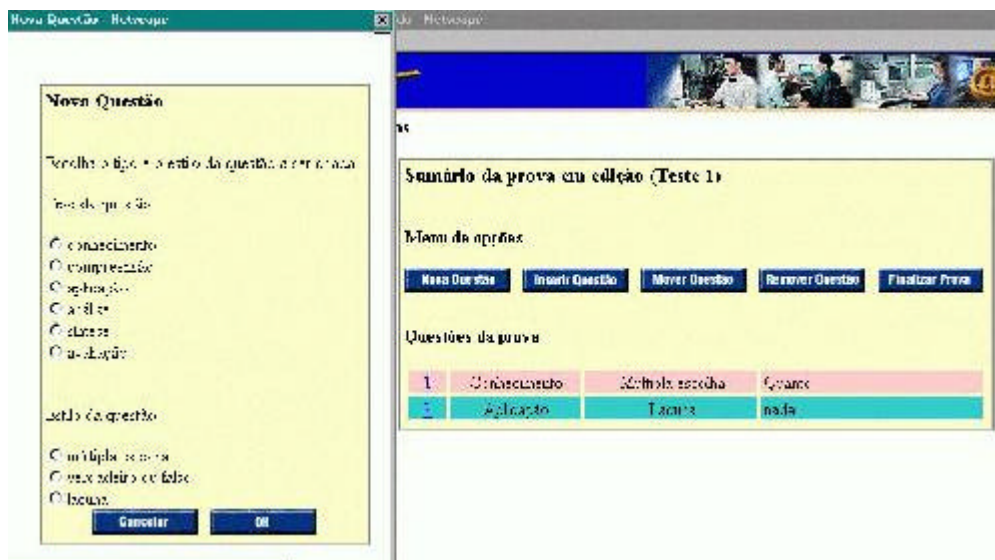 Nova Questão - Netscape
Nova Questão
Escolha o tipo e o estilo da questão a ser criada
Tipo da questão
conhecimento
compreensão
aplicação
análise
síntese
avaliação
Estilo da questão
múltipla escolha
verdadeiro ou falso
lacuna
Cancelar OK
Netscape
Sumário da prova em edição (Teste 1)
Menu de opções
Nova Questão Inserir Questão Mover Questão Remover Questão Finalizar Prova
Questões da prova
1 Conhecimento Múltipla escolha Quanto
2 Aplicação Lacuna nada